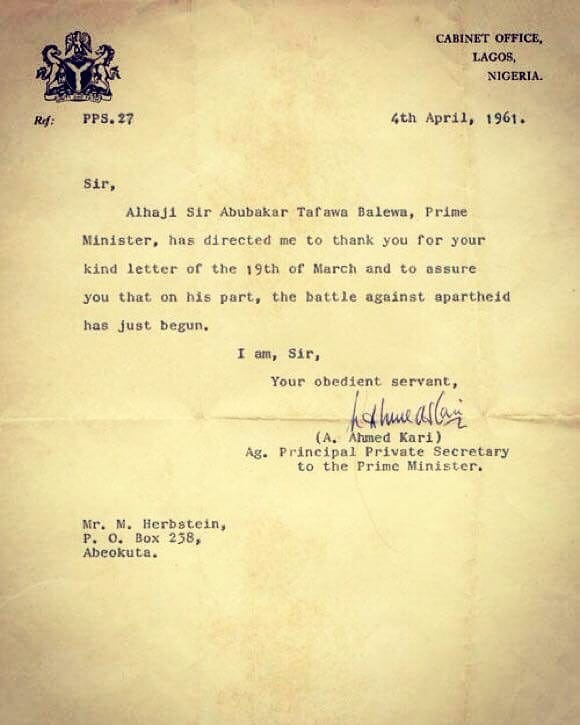 CABINET OFFICE,
LAGOS,
NIGERIA.
Ref: PPS.27
4th April, 1961.
Sir,
Alhaji Sir Abubakar Tafawa Balewa, Prime
Minister, has directed me to thank you for your
kind letter of the 19th of March and to assure
you that on his part, the battle against apartheid
has just begun.
I am, Sir,
Your obedient servant,
(A. Ahmed Kari)
Ag. Principal Private Secretary
to the Prime Minister.
Mr. M. Herbstein,
P. O. Box 258,
Abeokuta.